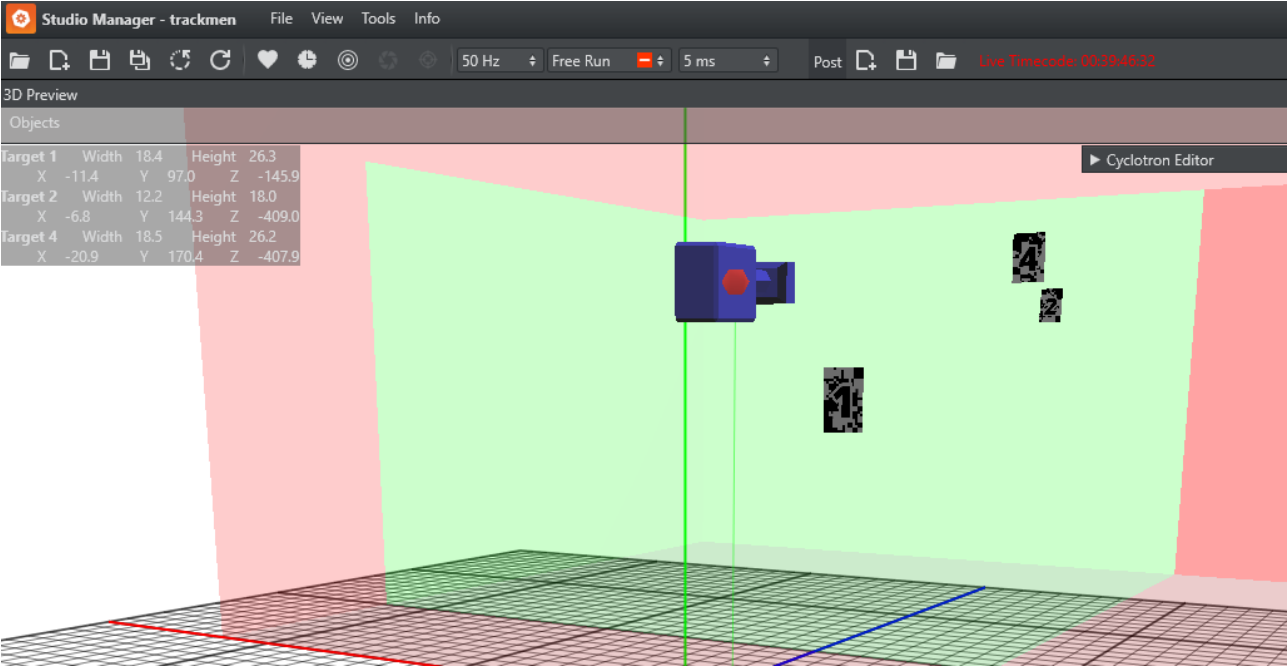 Studio Manager - trackmen File View Tools Info
50 Hz Free Run 5 ms Post Live Timecode: 00:39:46:32
3D Preview
Objects
Target 1 Width 18.4 Height 26.3
X -11.4 Y 97.0 Z -145.9
Target 2 Width 12.2 Height 18.0
X -6.8 Y 144.3 Z -409.0
Target 4 Width 18.5 Height 26.2
X -20.9 Y 170.4 Z -407.9
Cyclotron Editor
4
2
1